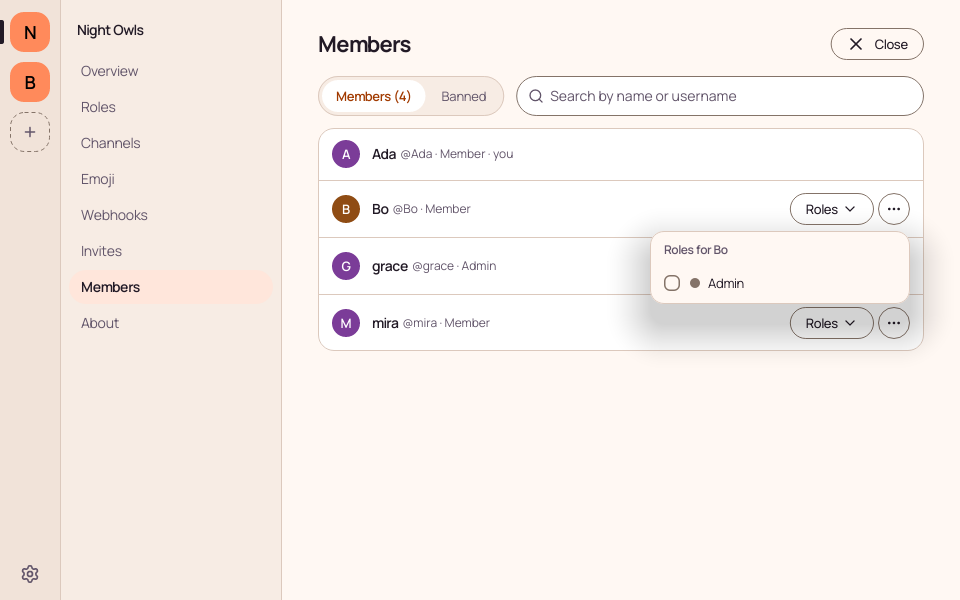 N
B
Night Owls
Overview
Roles
Channels
Emoji
Webhooks
Invites
Members
About
Members
Close
Members (4)
Banned
Search by name or username
A
Ada @Ada · Member · you
B
Bo @Bo · Member
Roles
G
grace @grace · Admin
Roles for Bo
Admin
M
mira @mira · Member
Roles